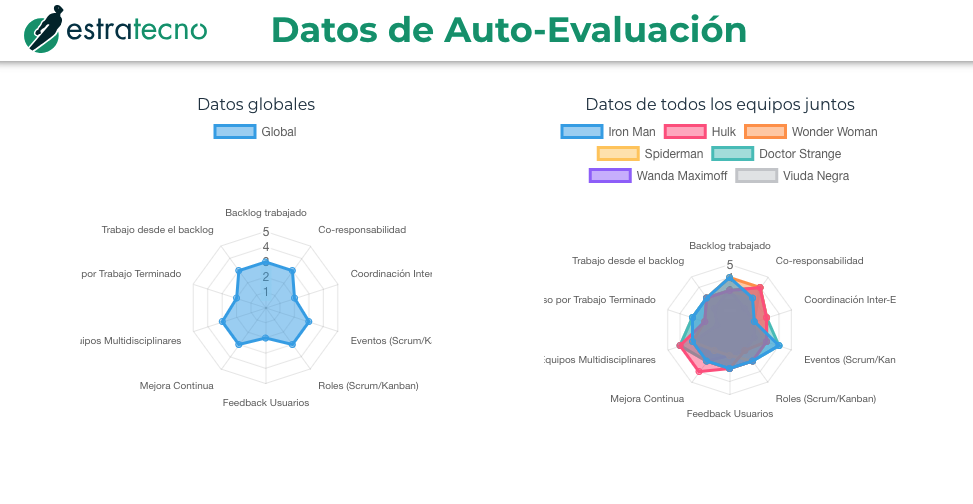 estratecno
Datos de Auto-Evaluación
Datos globales
Global
Backlog trabajado
Trabajo desde el backlog
Co-responsabilidad
5
4
3
2
1
por Trabajo Terminado
Coordinación Inter
uipos Multidisciplinares
Eventos (Scrum/K
Mejora Continua
Roles (Scrum/Kanban)
Feedback Usuarios
Datos de todos los equipos juntos
Iron Man Hulk Wonder Woman
Spiderman Doctor Strange
Wanda Maximoff Viuda Negra
Backlog trabajado
Trabajo desde el backlog
Co-responsabilidad
5
so por Trabajo Terminado
Coordinación Inter-E
Equipos Multidisciplinares
Eventos (Scrum/Kan
Mejora Continua
Roles (Scrum/Kanban)
Feedback Usuarios